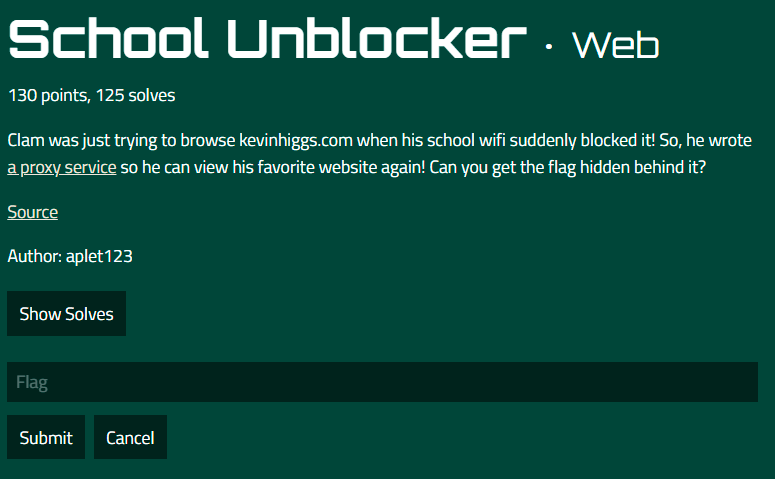 School Unblocker · Web
130 points, 125 solves
Clam was just trying to browse kevinhiggs.com when his school wifi suddenly blocked it! So, he wrote
a proxy service so he can view his favorite website again! Can you get the flag hidden behind it?
Source
Author: aplet123
Show Solves
Flag
Submit Cancel